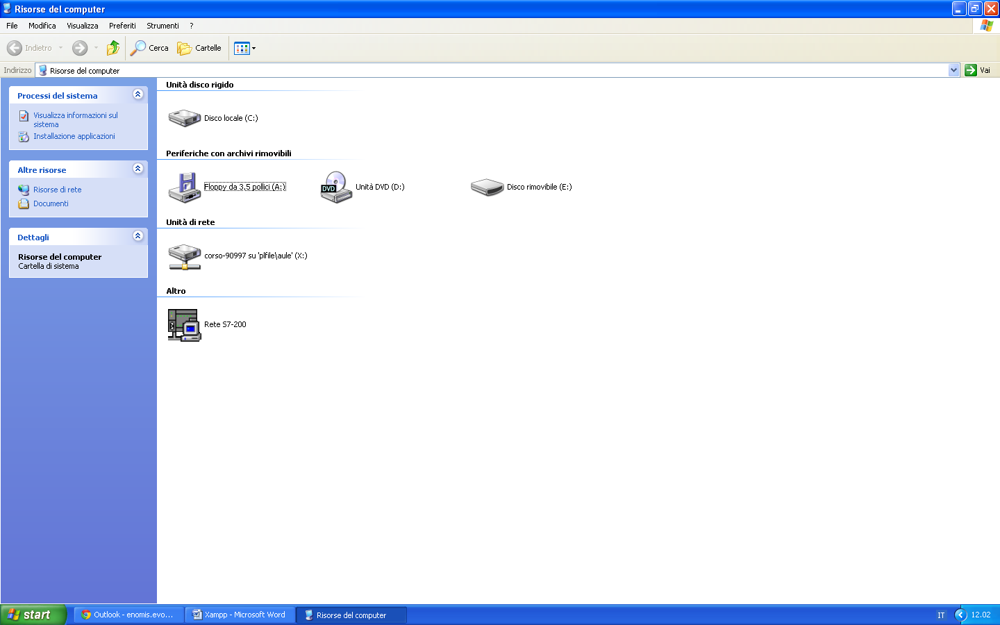 Risorse del computer
File Modifica Visualizza Preferiti Strumenti ?
Indietro Cerca Cartelle
Indirizzo Risorse del computer Vai
Processi del sistema
Visualizza informazioni sul
sistema
Installazione applicazioni
Altre risorse
Risorse di rete
Documenti
Dettagli
Risorse del computer
Cartella di sistema
Unità disco rigido
Disco locale (C:)
Periferiche con archivi rimovibili
Floppy da 3,5 pollici (A:)
DVD
Unità DVD (D:)
Disco rimovibile (E:)
Unità di rete
corso-90997 su 'plfile\aule' (X:)
Altro
Rete S7-200
start
Outlook - enomis.evo...
Xampp - Microsoft Word
Risorse del computer
IT
12.02